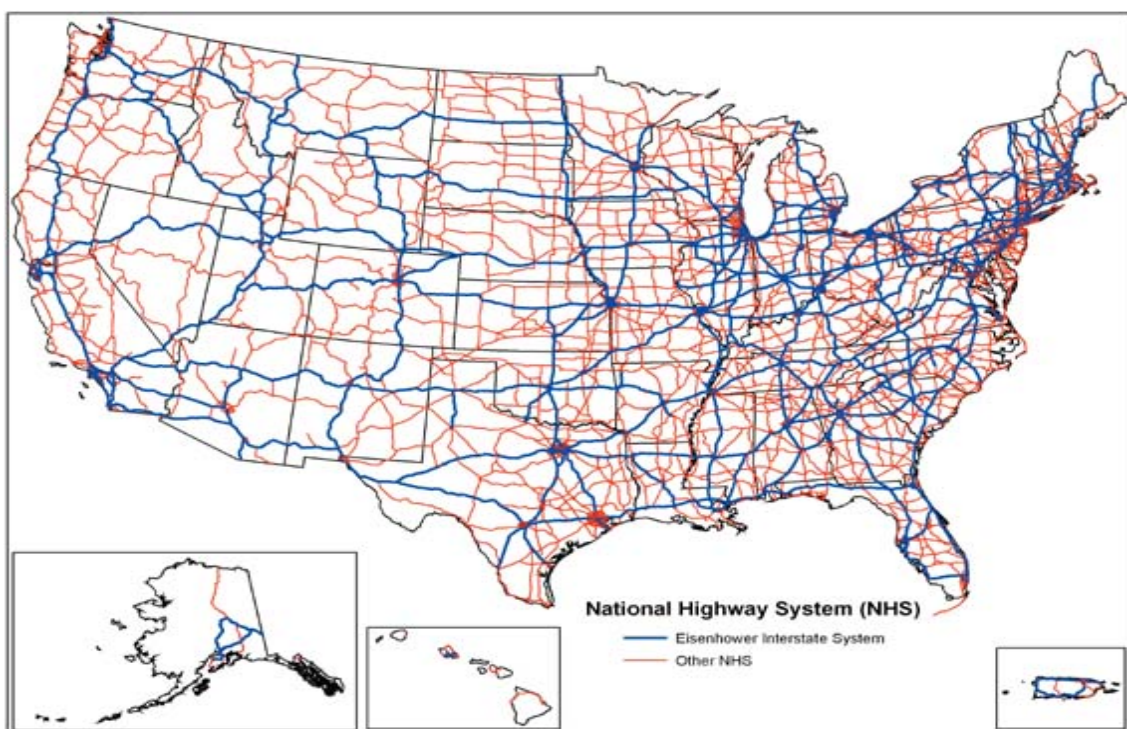 National Highway System (NHS)
Eisenhower Interstate System
Other NHS